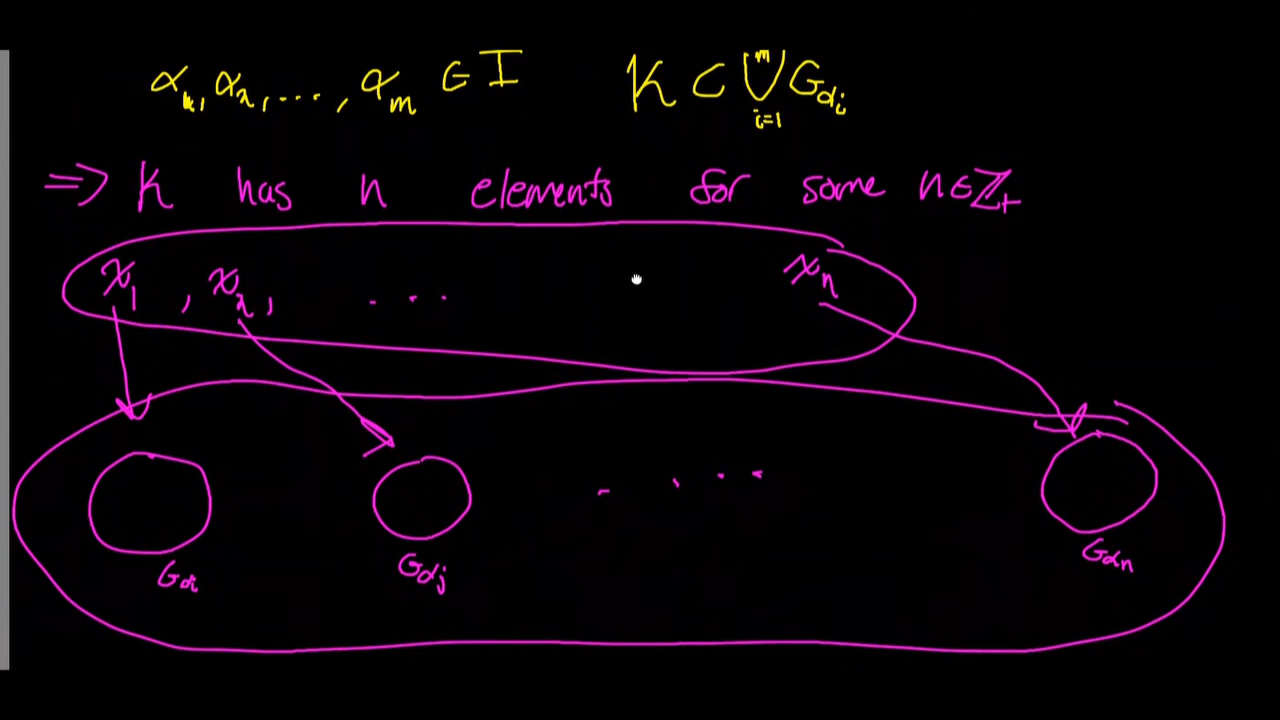 α₁, α₂, ..., αₘ ∈ I K ⊂ ⋃ᵢ₌₁ᵐ G_αᵢ
⇒ K has n elements for some n∈ℤ₊
x₁, x₂, ... xₙ
. . . .
G_αᵢ G_αⱼ G_αₙ